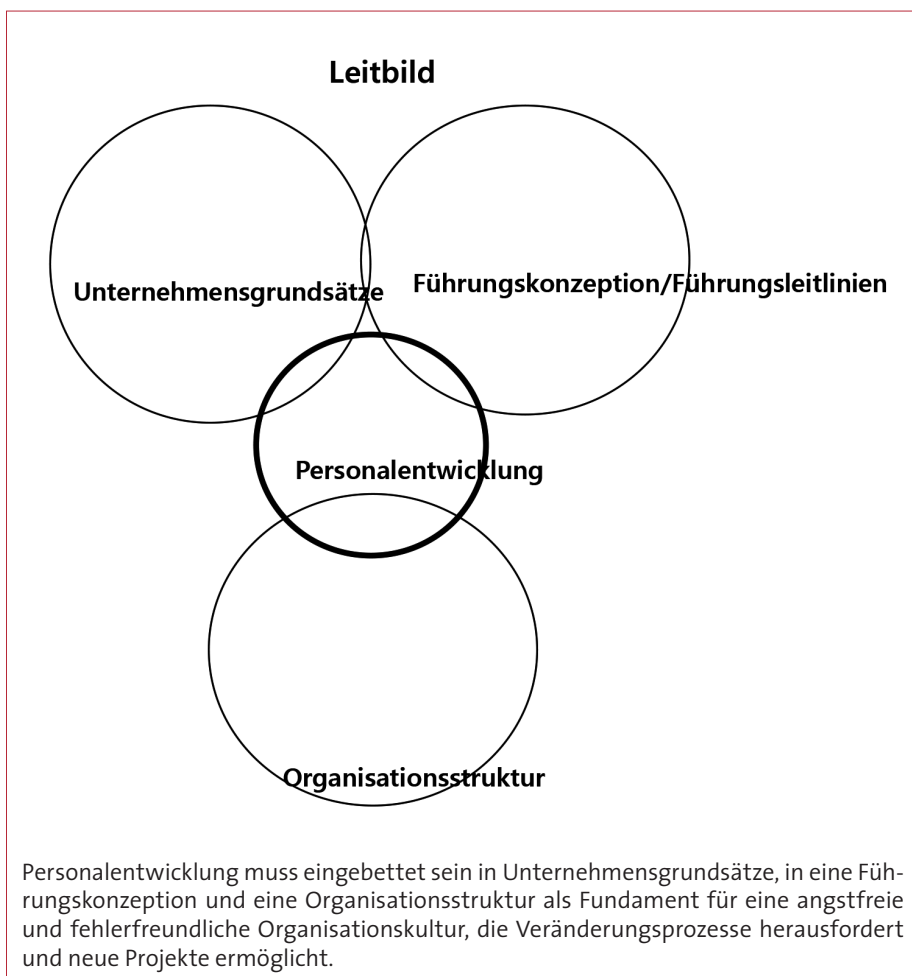 Leitbild
Unternehmensgrundsätze
Führungskonzeption/Führungsleitlinien
Personalentwicklung
Organisationsstruktur
Personalentwicklung muss eingebettet sein in Unternehmensgrundsätze, in eine Füh-
rungskonzeption und eine Organisationsstruktur als Fundament für eine angstfreie
und fehlerfreundliche Organisationskultur, die Veränderungsprozesse herausfordert
und neue Projekte ermöglicht.